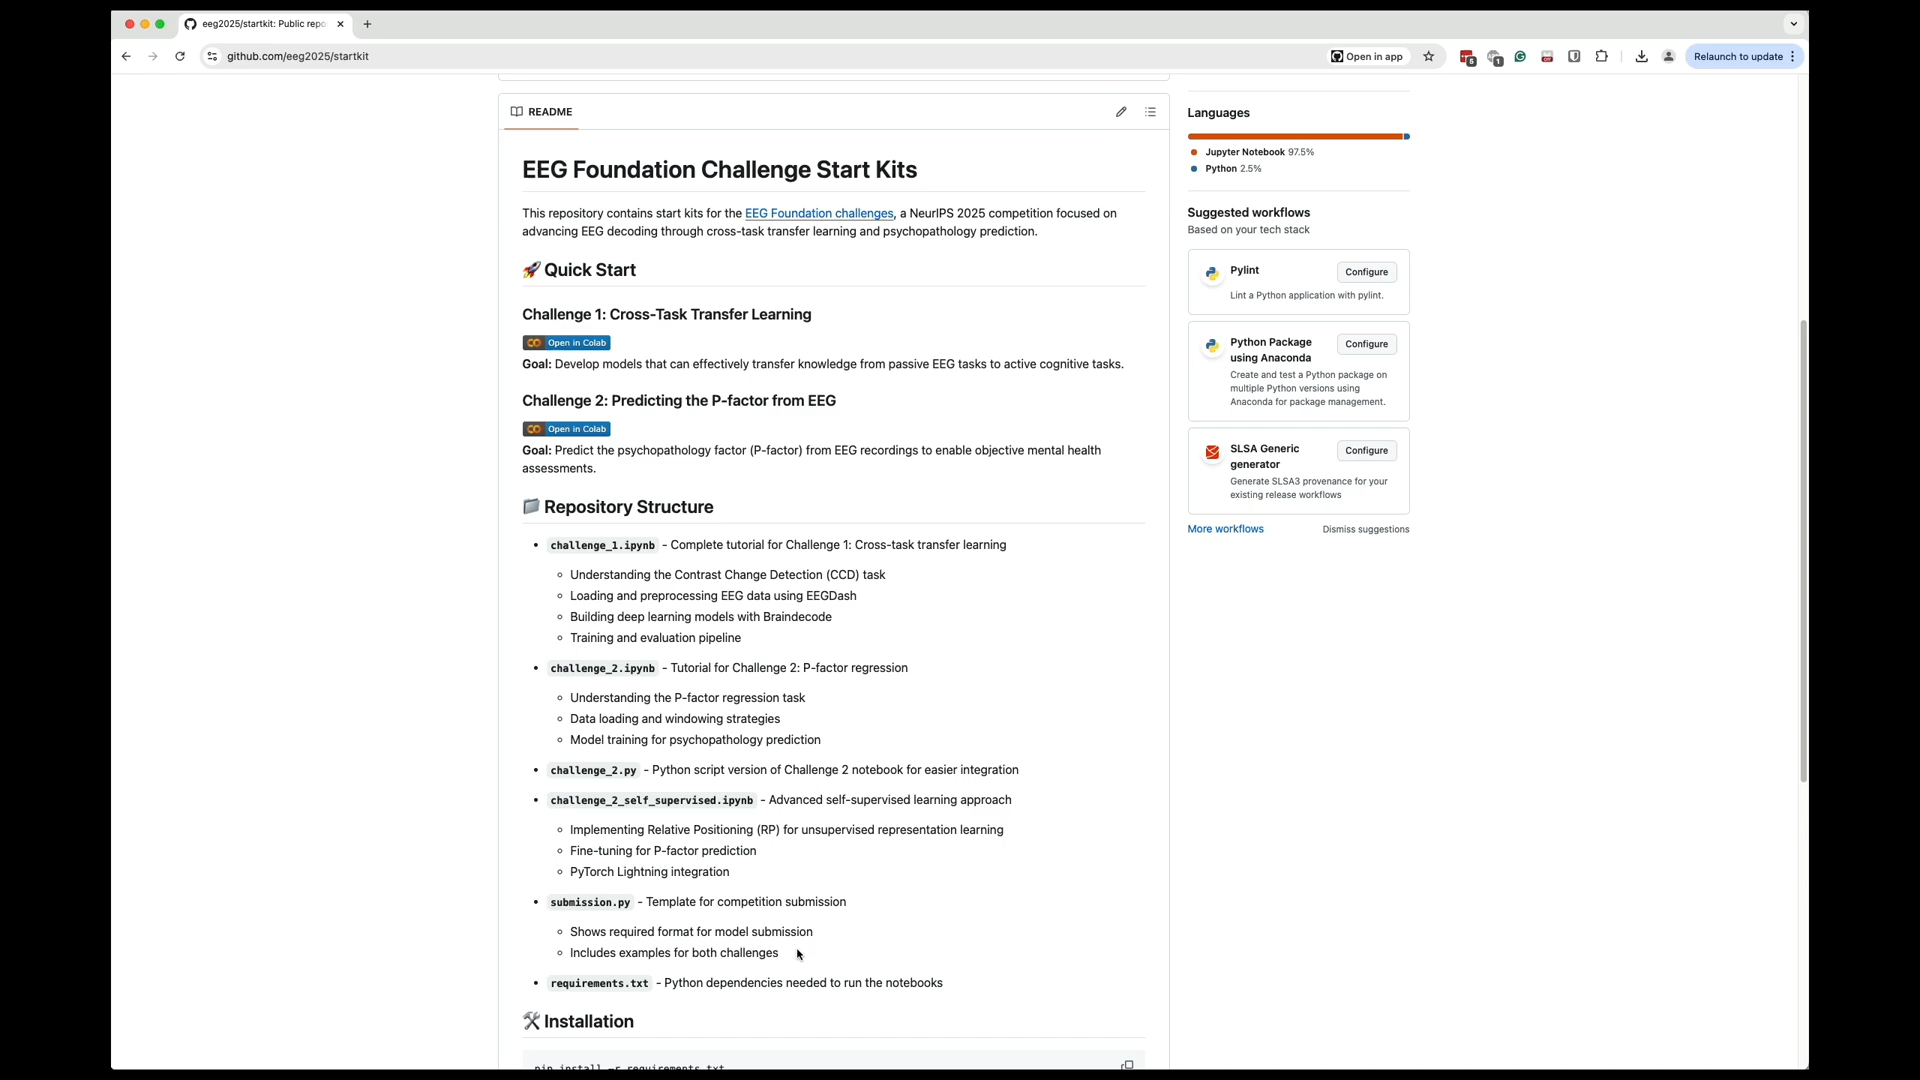 eeg2025/startkit: Public repo
github.com/eeg2025/startkit
Open in app
5
1
Relaunch to update
README
EEG Foundation Challenge Start Kits
This repository contains start kits for the EEG Foundation challenges, a NeurIPS 2025 competition focused on
advancing EEG decoding through cross-task transfer learning and psychopathology prediction.
🚀 Quick Start
Challenge 1: Cross-Task Transfer Learning
Open in Colab
Goal: Develop models that can effectively transfer knowledge from passive EEG tasks to active cognitive tasks.
Challenge 2: Predicting the P-factor from EEG
Open in Colab
Goal: Predict the psychopathology factor (P-factor) from EEG recordings to enable objective mental health
assessments.
📁 Repository Structure
• challenge_1.ipynb - Complete tutorial for Challenge 1: Cross-task transfer learning
◦ Understanding the Contrast Change Detection (CCD) task
◦ Loading and preprocessing EEG data using EEGDash
◦ Building deep learning models with Braindecode
◦ Training and evaluation pipeline
• challenge_2.ipynb - Tutorial for Challenge 2: P-factor regression
◦ Understanding the P-factor regression task
◦ Data loading and windowing strategies
◦ Model training for psychopathology prediction
• challenge_2.py - Python script version of Challenge 2 notebook for easier integration
• challenge_2_self_supervised.ipynb - Advanced self-supervised learning approach
◦ Implementing Relative Positioning (RP) for unsupervised representation learning
◦ Fine-tuning for P-factor prediction
◦ PyTorch Lightning integration
• submission.py - Template for competition submission
◦ Shows required format for model submission
◦ Includes examples for both challenges
• requirements.txt - Python dependencies needed to run the notebooks
🛠 Installation
pip install -r requirements.txt
Languages
Jupyter Notebook 97.5%
Python 2.5%
Suggested workflows
Based on your tech stack
Pylint
Configure
Lint a Python application with pylint.
Python Package
using Anaconda
Configure
Create and test a Python package on
multiple Python versions using
Anaconda for package management.
SLSA Generic
generator
Configure
Generate SLSA3 provenance for your
existing release workflows
More workflows
Dismiss suggestions